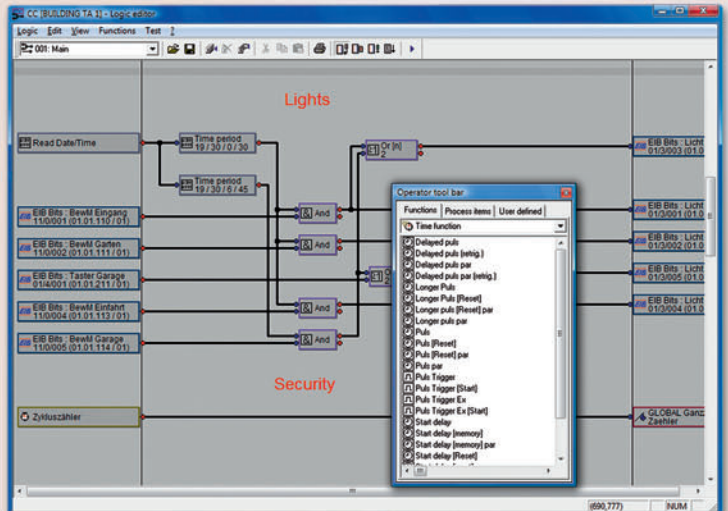 CC [BUILDING TA 1] - Logic editor
Logic Edit View Functions Test ?
001: Main
Lights
Read Date/Time
Time period
19 / 30 / 0 / 30
Or [n]
2
EIB Bits : Licht
01/3/003 (01.0
Time period
19 / 30 / 6 / 45
Operator tool bar
Functions Process items User defined
Time function
EIB Bits : BewM Eingang
11/0/001 (01.01.110 / 01)
& And
EIB Bits : Licht
01/3/001 (01.0
EIB Bits : BewM Garten
11/0/002 (01.01.111 / 01)
& And
EIB Bits : Licht
01/3/002 (01.0
EIB Bits : Taster Garage
01/4/001 (01.01.211 / 01)
EIB Bits : Licht
01/3/005 (01.0
EIB Bits : BewM Einfahrt
11/0/004 (01.01.113 / 01)
& And
EIB Bits : Licht
01/3/004 (01.0
EIB Bits : BewM Garage
11/0/005 (01.01.114 / 01)
& And
Security
Zykluszähler
GLOBAL Ganz
Zaehler
Delayed puls
Delayed puls (retrig.)
Delayed puls par
Delayed puls par (retrig.)
Longer Puls
Longer Puls [Reset]
Longer puls [Reset] par
Longer puls par
Puls
Puls [Reset]
Puls [Reset] par
Puls par
Puls Trigger
Puls Trigger [Start]
Puls Trigger Ex
Puls Trigger Ex [Start]
Start delay
Start delay [memory]
Start delay [memory] par
Start delay [Reset]
(690,777) NUM